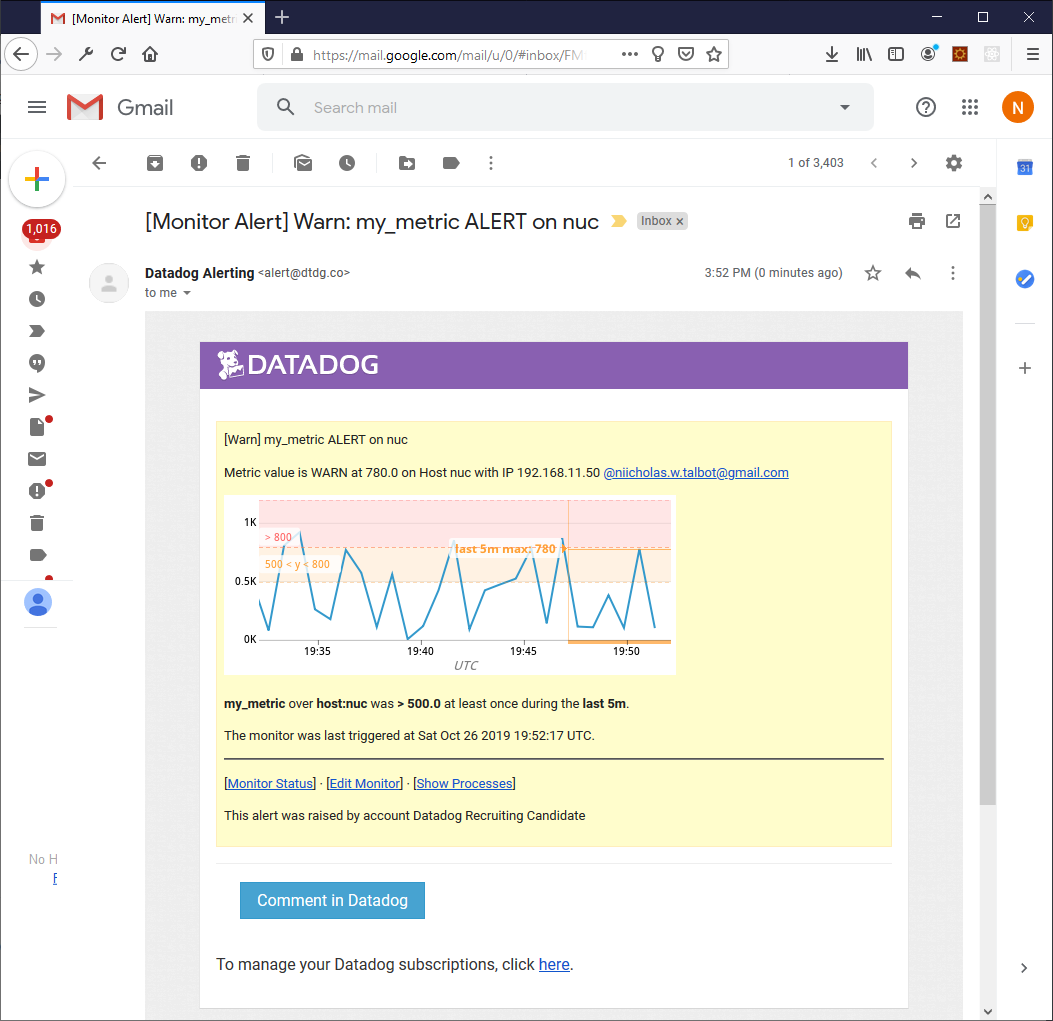 [Monitor Alert] Warn: my_metri
https://mail.google.com/mail/u/0/#inbox/FM
Gmail
Search mail
N
1 of 3,403
31
1,016
[Monitor Alert] Warn: my_metric ALERT on nuc
Inbox x
Datadog Alerting <alert@dtdg.co>
3:52 PM (0 minutes ago)
to me
DATADOG
[Warn] my_metric ALERT on nuc
Metric value is WARN at 780.0 on Host nuc with IP 192.168.11.50 @niicholas.w.talbot@gmail.com
1K
> 800
last 5m max: 780
500 < y < 800
0.5K
0K
19:35 19:40 19:45 19:50
UTC
my_metric over host:nuc was > 500.0 at least once during the last 5m.
The monitor was last triggered at Sat Oct 26 2019 19:52:17 UTC.
[Monitor Status] · [Edit Monitor] · [Show Processes]
This alert was raised by account Datadog Recruiting Candidate
No H
Comment in Datadog
To manage your Datadog subscriptions, click here.